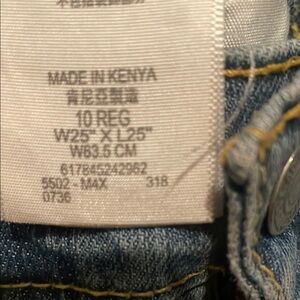 MADE IN KENYA
肯尼亞製造
10 REG
W25" X L25"
W63.5 CM
617845242962
5502 - M4X 318
0736